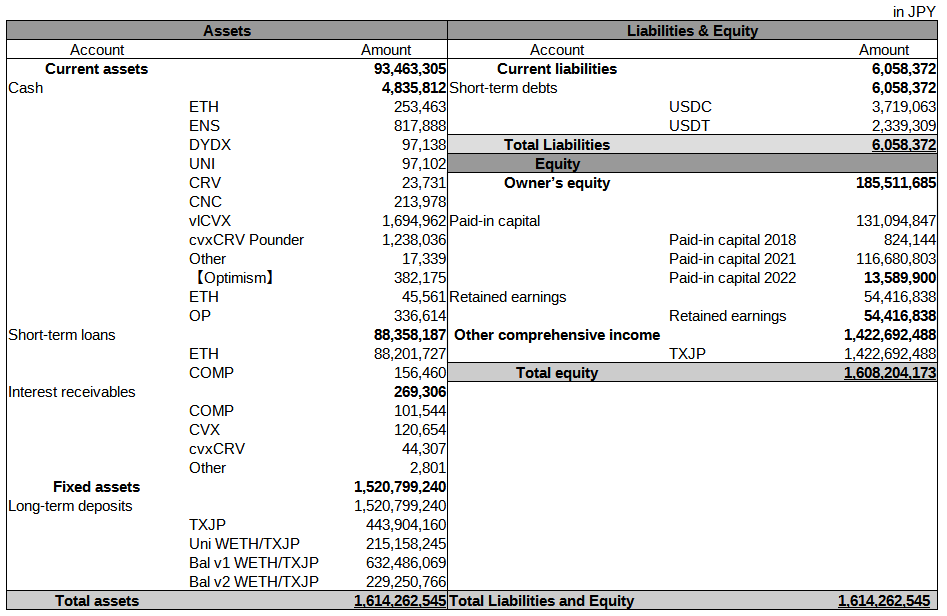 in JPY
Assets Liabilities & Equity
Account Amount Account Amount
Current assets 93,463,305 Current liabilities 6,058,372
Cash 4,835,812 Short-term debts 6,058,372
ETH 253,463 USDC 3,719,063
ENS 817,888 USDT 2,339,309
DYDX 97,138 Total Liabilities 6,058,372
UNI 97,102 Equity
CRV 23,731 Owner’s equity 185,511,685
CNC 213,978
vlCVX 1,694,962 Paid-in capital 131,094,847
cvxCRV Pounder 1,238,036 Paid-in capital 2018 824,144
Other 17,339 Paid-in capital 2021 116,680,803
【Optimism】 382,175 Paid-in capital 2022 13,589,900
ETH 45,561 Retained earnings 54,416,838
OP 336,614 Retained earnings 54,416,838
Short-term loans 88,358,187 Other comprehensive income 1,422,692,488
ETH 88,201,727 TXJP 1,422,692,488
COMP 156,460 Total equity 1,608,204,173
Interest receivables 269,306
COMP 101,544
CVX 120,654
cvxCRV 44,307
Other 2,801
Fixed assets 1,520,799,240
Long-term deposits 1,520,799,240
TXJP 443,904,160
Uni WETH/TXJP 215,158,245
Bal v1 WETH/TXJP 632,486,069
Bal v2 WETH/TXJP 229,250,766
Total assets 1,614,262,545 Total Liabilities and Equity 1,614,262,545